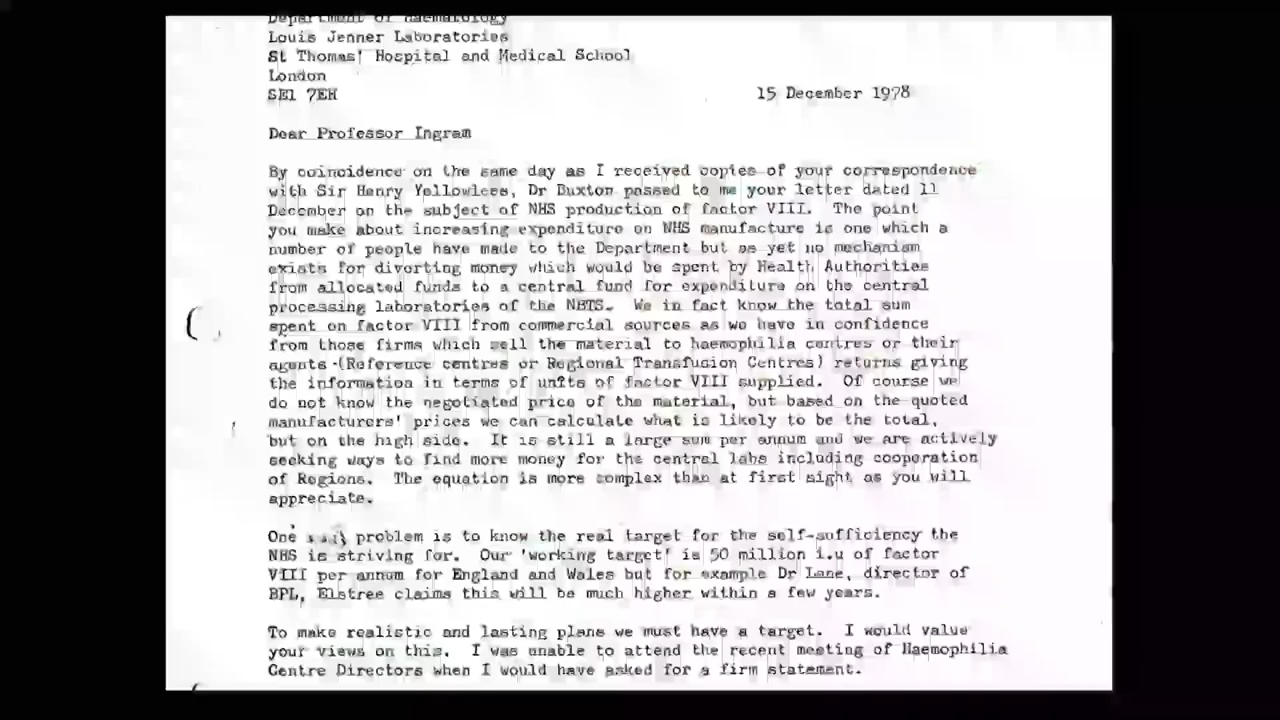 Department of Haematology
Louis Jenner Laboratories
St Thomas' Hospital and Medical School
London
SE1 7EH 15 December 1978
Dear Professor Ingram
By coincidence on the same day as I received copies of your correspondence
with Sir Henry Yellowlees, Dr Buxton passed to me your letter dated 11
December on the subject of NHS production of factor VIII. The point
you make about increasing expenditure on NHS manufacture is one which a
number of people have made to the Department but as yet no mechanism
exists for diverting money which would be spent by Health Authorities
from allocated funds to a central fund for expenditure on the central
processing laboratories of the NBTS. We in fact know the total sum
spent on factor VIII from commercial sources as we have in confidence
from those firms which sell the material to haemophilia centres or their
agents (Reference centres or Regional Transfusion Centres) returns giving
the information in terms of units of factor VIII supplied. Of course we
do not know the negotiated price of the material, but based on the quoted
manufacturers' prices we can calculate what is likely to be the total,
but on the high side. It is still a large sum per annum and we are actively
seeking ways to find more money for the central labs including cooperation
of Regions. The equation is more complex than at first sight as you will
appreciate.
One problem is to know the real target for the self-sufficiency the
NHS is striving for. Our 'working target' is 50 million i.u of factor
VIII per annum for England and Wales but for example Dr Lane, director of
BPL, Elstree claims this will be much higher within a few years.
To make realistic and lasting plans we must have a target. I would value
your views on this. I was unable to attend the recent meeting of Haemophilia
Centre Directors when I would have asked for a firm statement.